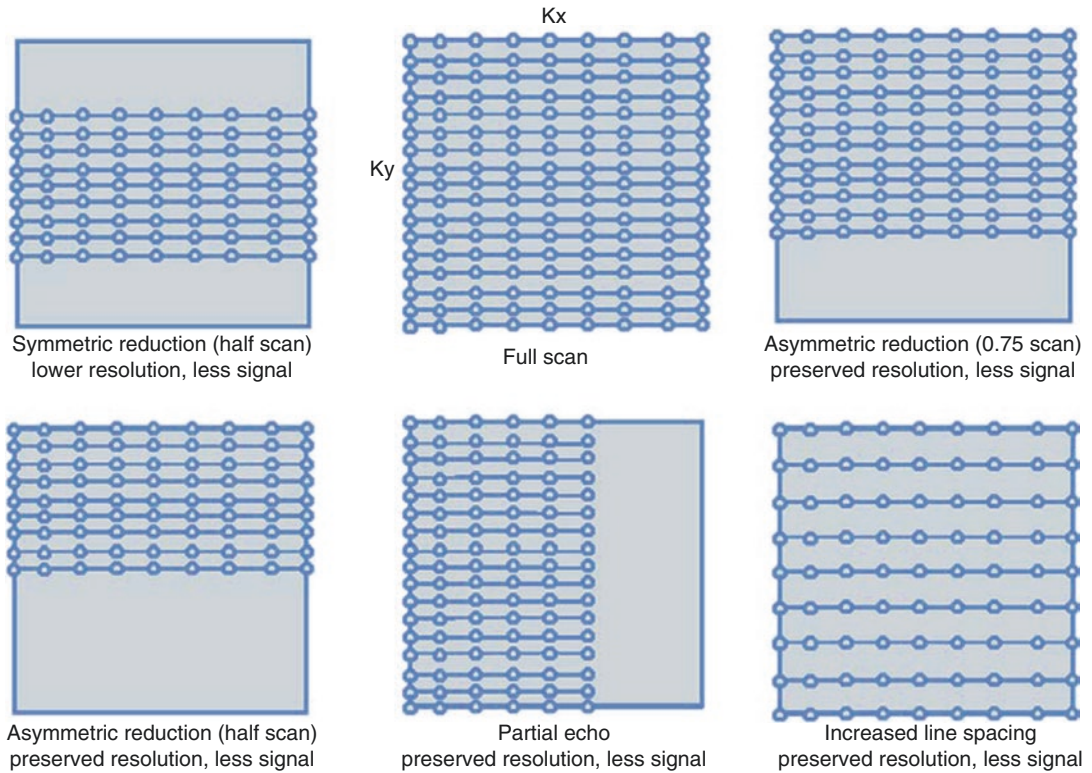 Kx
Ky
Symmetric reduction (half scan)
lower resolution, less signal
Full scan
Asymmetric reduction (0.75 scan)
preserved resolution, less signal
Asymmetric reduction (half scan)
preserved resolution, less signal
Partial echo
preserved resolution, less signal
Increased line spacing
preserved resolution, less signal